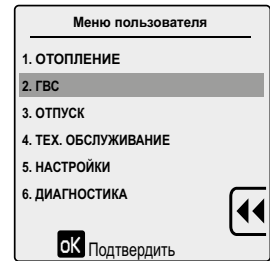 Меню пользователя
1. ОТОПЛЕНИЕ
2. ГВС
3. ОТПУСК
4. ТЕХ. ОБСЛУЖИВАНИЕ
5. НАСТРОЙКИ
6. ДИАГНОСТИКА
oK Подтвердить